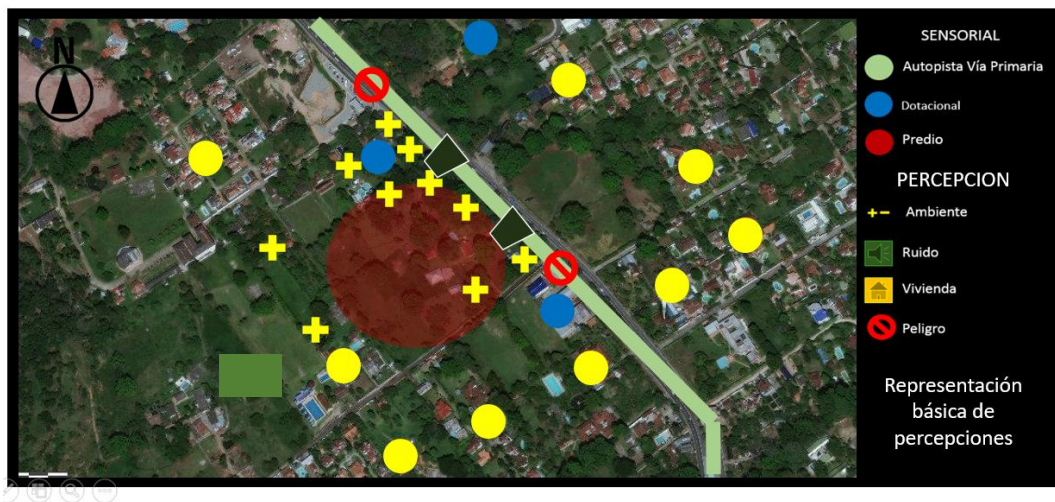 N
SENSORIAL
Autopista Vía Primaria
Dotacional
Predio
PERCEPCION
Ambiente
Ruido
Vivienda
Peligro
Representación
básica de
percepciones